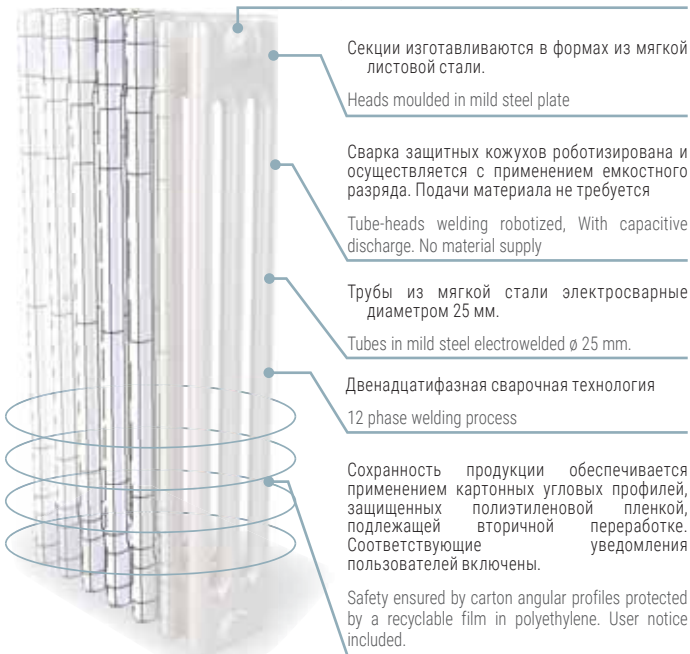 Секции изготавливаются в формах из мягкой
листовой стали.
Heads moulded in mild steel plate
Сварка защитных кожухов роботизирована и
осуществляется с применением емкостного
разряда. Подачи материала не требуется
Tube-heads welding robotized, With capacitive
discharge. No material supply
Трубы из мягкой стали электросварные
диаметром 25 мм.
Tubes in mild steel electrowelded ø 25 mm.
Двенадцатифазная сварочная технология
12 phase welding process
Сохранность продукции обеспечивается
применением картонных угловых профилей,
защищенных полиэтиленовой пленкой,
подлежащей вторичной переработке.
Соответствующие уведомления
пользователей включены.
Safety ensured by carton angular profiles protected
by a recyclable film in polyethylene. User notice
included.